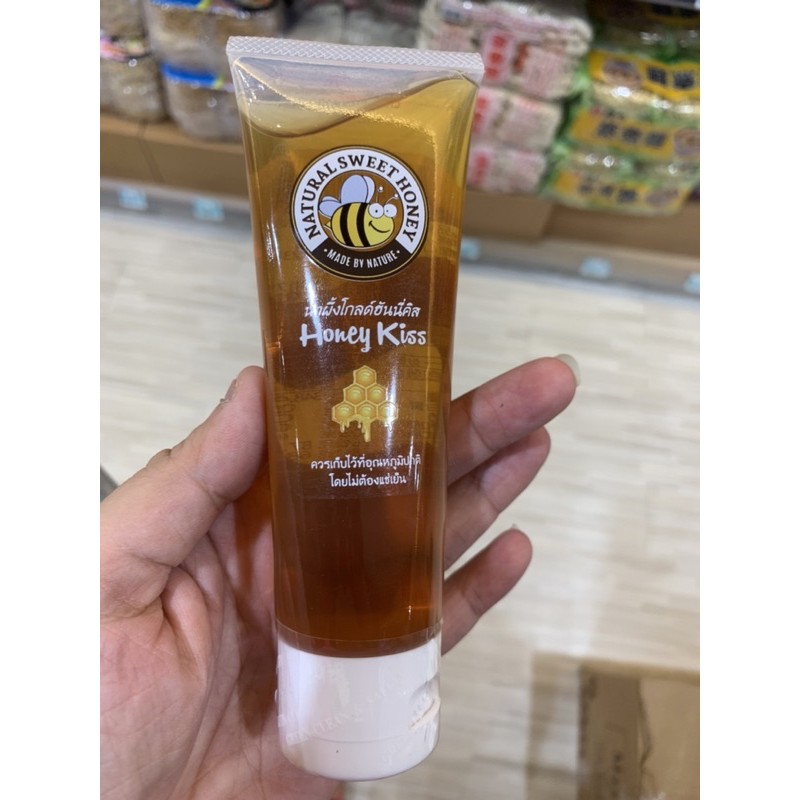 NATURAL SWEET HONEY
• MADE BY NATURE •
น้ำผึ้งโกลด์ฮันนี่คิส
Honey Kiss
ควรเก็บไว้ที่อุณหภูมิปกติ
โดยไม่ต้องแช่เย็น